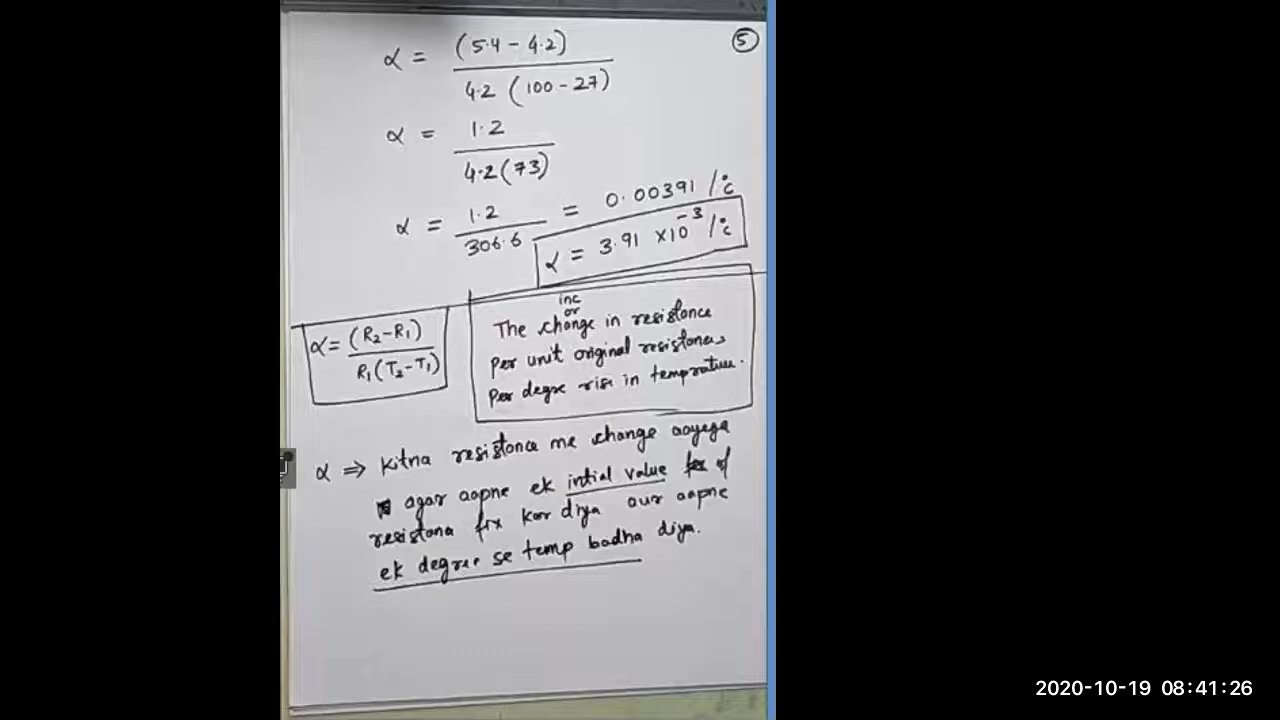 ⑤
α = (5.4 - 4.2) / 4.2 (100 - 27)
α = 1.2 / 4.2 (73)
α = 1.2 / 306.6 = 0.00391 /°c
α = 3.91 × 10⁻³ /°c
α = (R₂ - R₁) / R₁ (T₂ - T₁)
inc
or
The change in resistance
Per unit original resistance
Per degre rise in temprature.
α ⇒ Kitna resistance me change aayega
agar aapne ek intial value of
resistana fix kar diya aur aapne
ek degree se temp badha diya.
2020-10-19 08:41:26